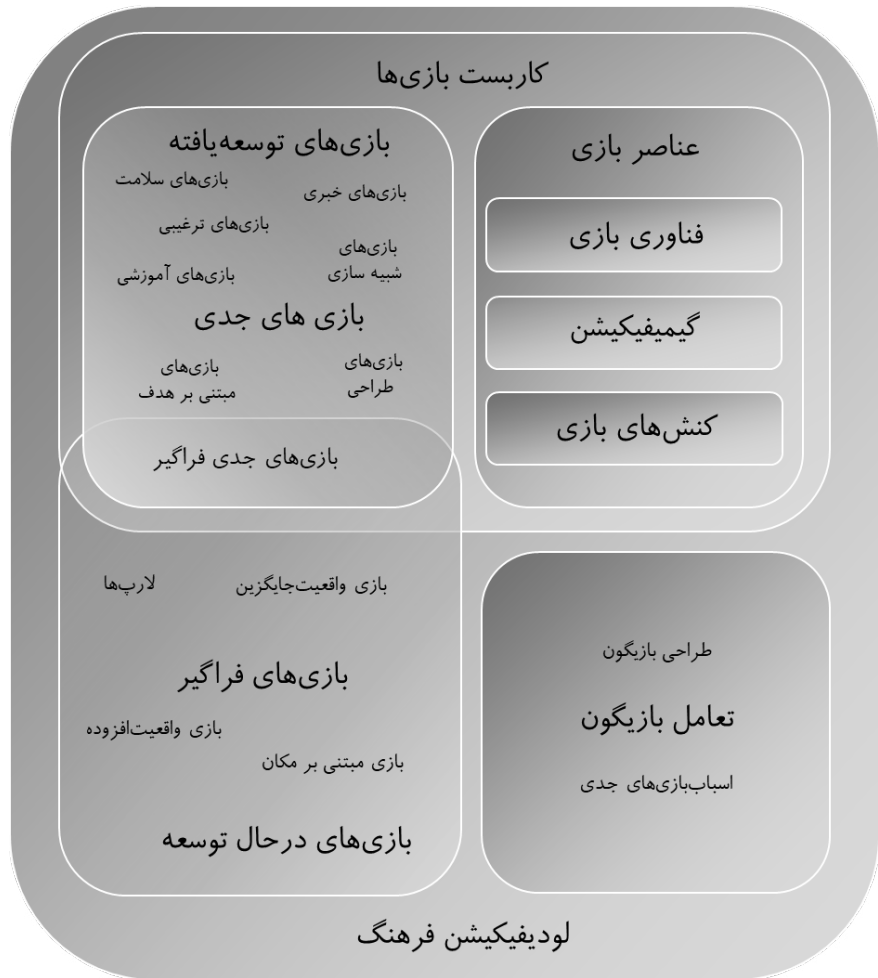 کاربست بازی‌ها
عناصر بازی
فناوری بازی
گیمیفیکیشن
کنش‌های بازی
بازی‌های توسعه‌یافته
بازی‌های سلامت
بازی‌های خبری
بازی‌های ترغیبی
بازی‌های
شبیه سازی
بازی‌های آموزشی
بازی های جدی
بازی‌های
طراحی
بازی‌های
مبتنی بر هدف
بازی‌های جدی فراگیر
بازی واقعیت‌جایگزین
لارپ‌ها
بازی‌های فراگیر
بازی واقعیت‌افزوده
بازی مبتنی بر مکان
بازی‌های درحال توسعه
طراحی بازیگون
تعامل بازیگون
اسباب‌بازی‌های جدی
لودیفیکیشن فرهنگ